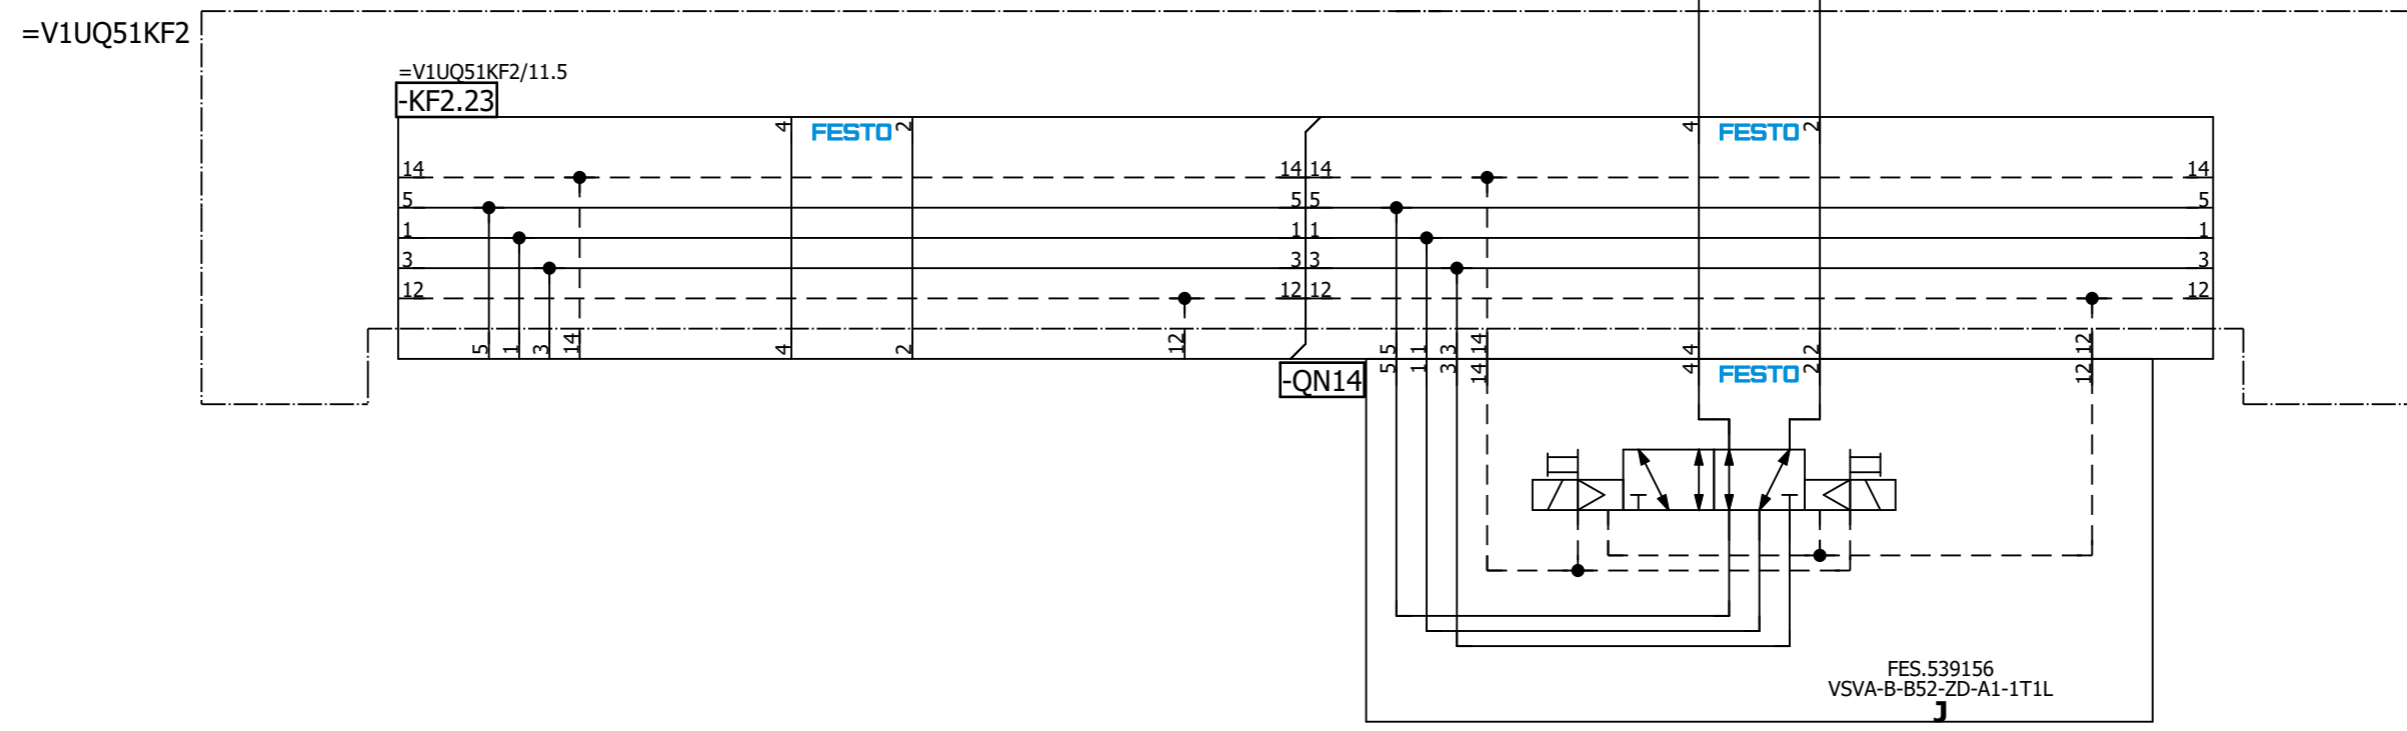 =V1UQ51KF2
=V1UQ51KF2/11.5
-KF2.23
4 FESTO 2 4 FESTO 2
14 14 14 14
5 5 5 5
1 1 1 1
3 3 3 3
12 12 12 12
5 1 3 14 4 2 12 5 1 3 14 4 2 12
-QN14 5 1 3 14 4 FESTO 2 12
FES.539156
VSVA-B-B52-ZD-A1-1T1L
J